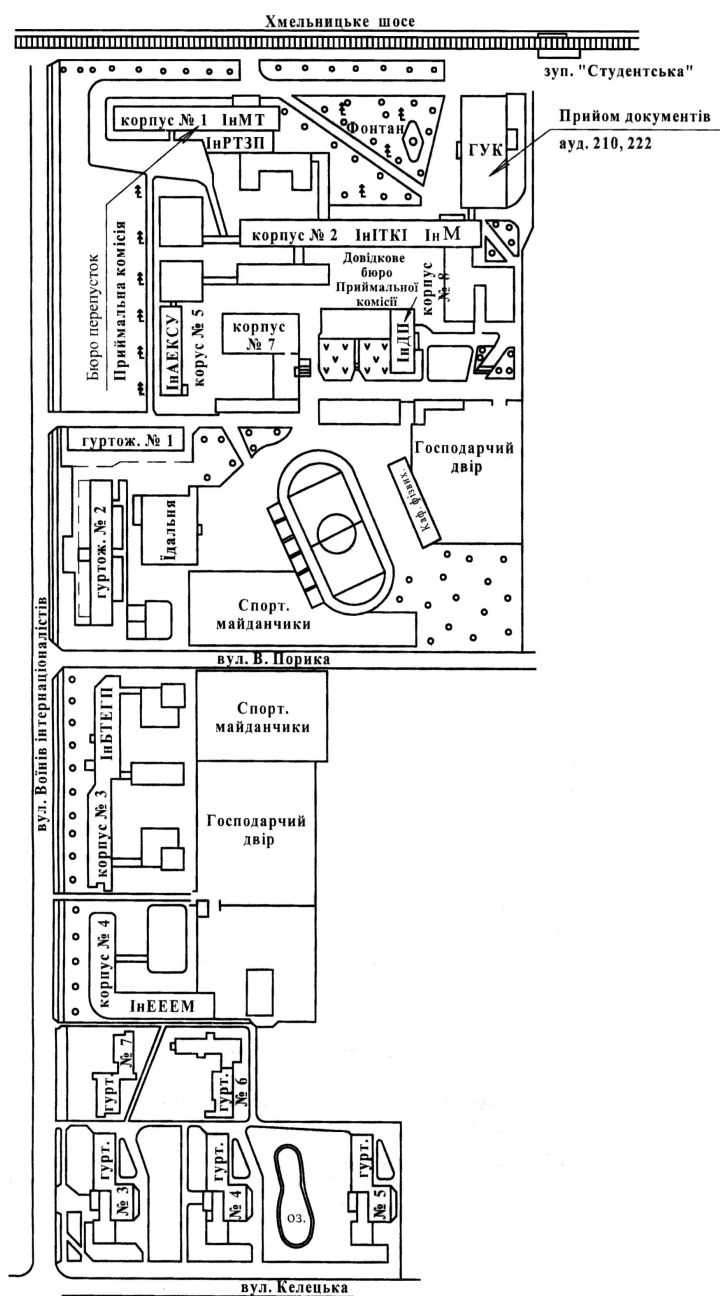 Хмельницьке шосе
зуп. "Студентська"
корпус № 1 ІнМТ
ІнРТЗП
Фонтан
ГУК
Прийом документів
ауд. 210, 222
корпус № 2 ІнІТКІ ІнМ
Довідкове
бюро
Приймальної
комісії
корпус
№ 8
Бюро перепусток
Приймальна комісія
ІнАЕКСУ
корус № 5
корпус
№ 7
ІнДП
гуртож. № 1
Господарчий
двір
Каф. фізвих.
гуртож. № 2
Їдальня
Спорт.
майданчики
вул. В. Порика
вул. Воїнів інтернаціоналістів
ІнБТЕГП
корпус № 3
Спорт.
майданчики
Господарчий
двір
корпус № 4
ІнЕЕЕМ
гурт.
№ 7
гурт.
№ 6
гурт.
№ 3
гурт.
№ 4
оз.
гурт.
№ 5
вул. Келецька